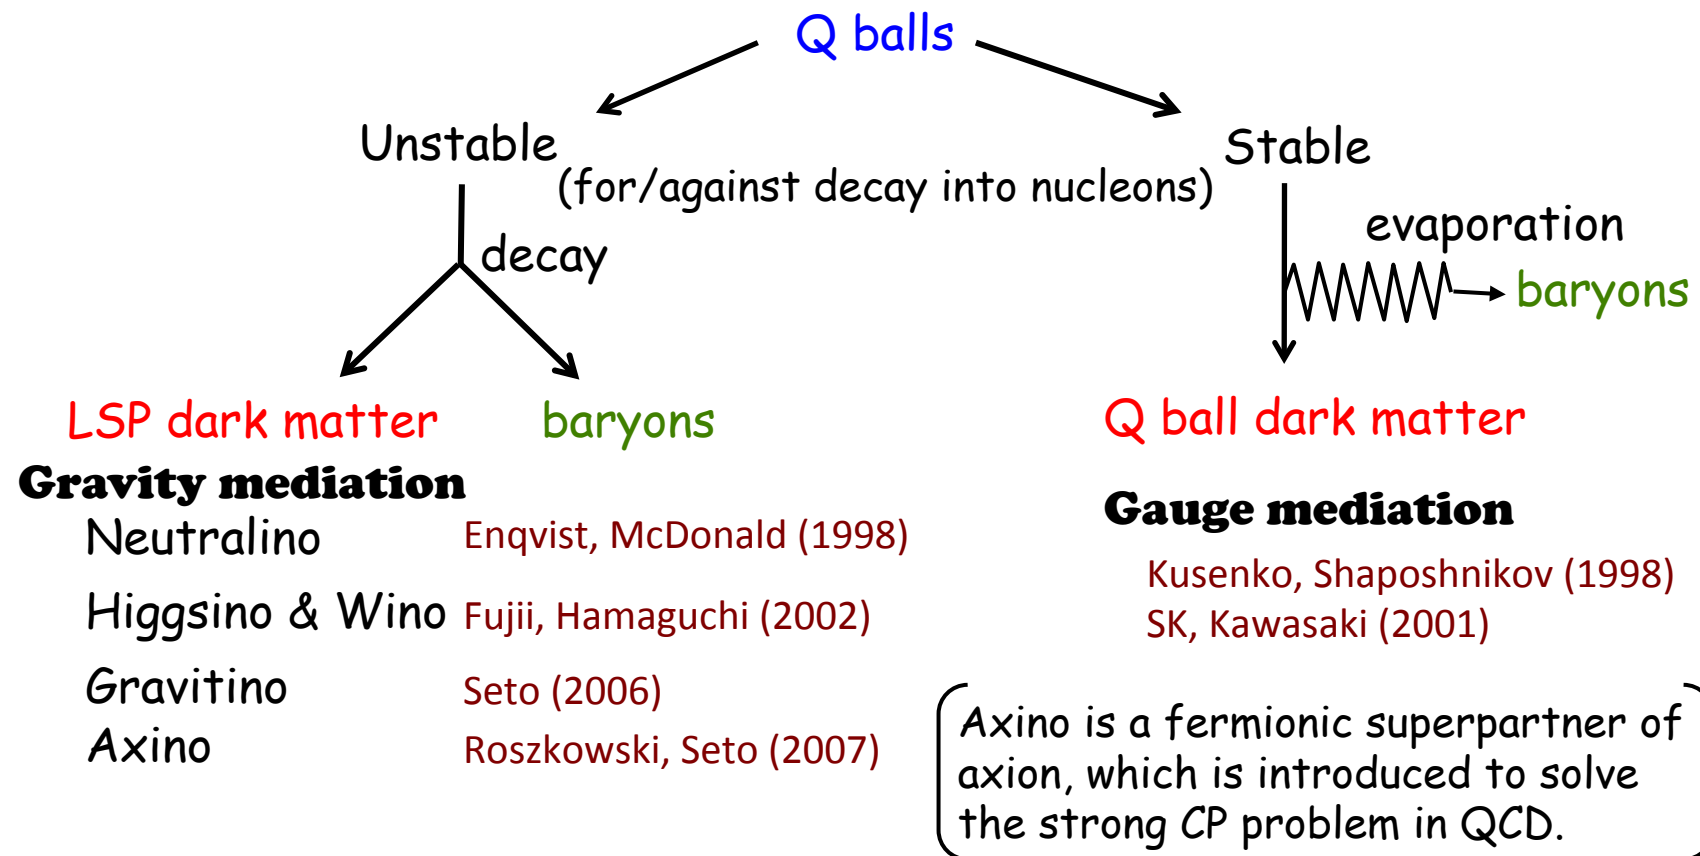 Q balls
Unstable
Stable
(for/against decay into nucleons)
evaporation
decay
baryons
LSP dark matter
baryons
Q ball dark matter
Gravity mediation
Gauge mediation
Neutralino Enqvist, McDonald (1998)
Kusenko, Shaposhnikov (1998)
Higgsino & Wino Fujii, Hamaguchi (2002)
SK, Kawasaki (2001)
Gravitino Seto (2006)
Axino Roszkowski, Seto (2007)
Axino is a fermionic superpartner of
axion, which is introduced to solve
the strong CP problem in QCD.